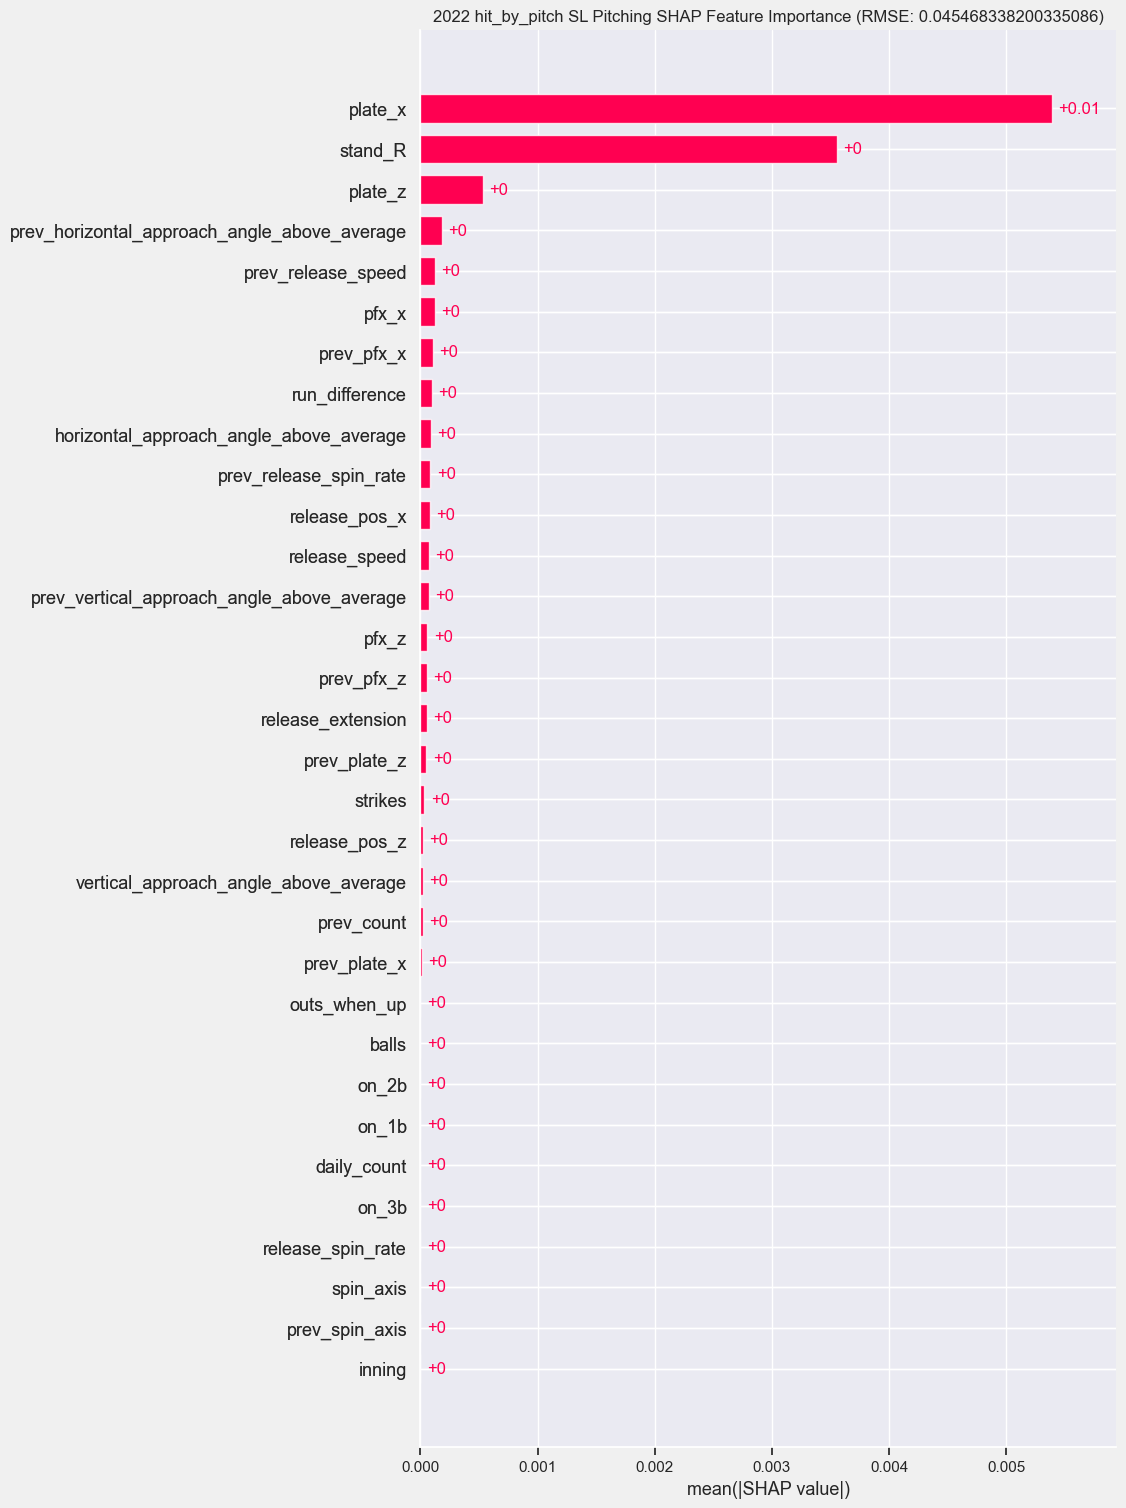 2022 hit_by_pitch SL Pitching SHAP Feature Importance (RMSE: 0.045468338200335086)
plate_x +0.01
stand_R +0
plate_z +0
prev_horizontal_approach_angle_above_average +0
prev_release_speed +0
pfx_x +0
prev_pfx_x +0
run_difference +0
horizontal_approach_angle_above_average +0
prev_release_spin_rate +0
release_pos_x +0
release_speed +0
prev_vertical_approach_angle_above_average +0
pfx_z +0
prev_pfx_z +0
release_extension +0
prev_plate_z +0
strikes +0
release_pos_z +0
vertical_approach_angle_above_average +0
prev_count +0
prev_plate_x +0
outs_when_up +0
balls +0
on_2b +0
on_1b +0
daily_count +0
on_3b +0
release_spin_rate +0
spin_axis +0
prev_spin_axis +0
inning +0
0.000 0.001 0.002 0.003 0.004 0.005
mean(|SHAP value|)